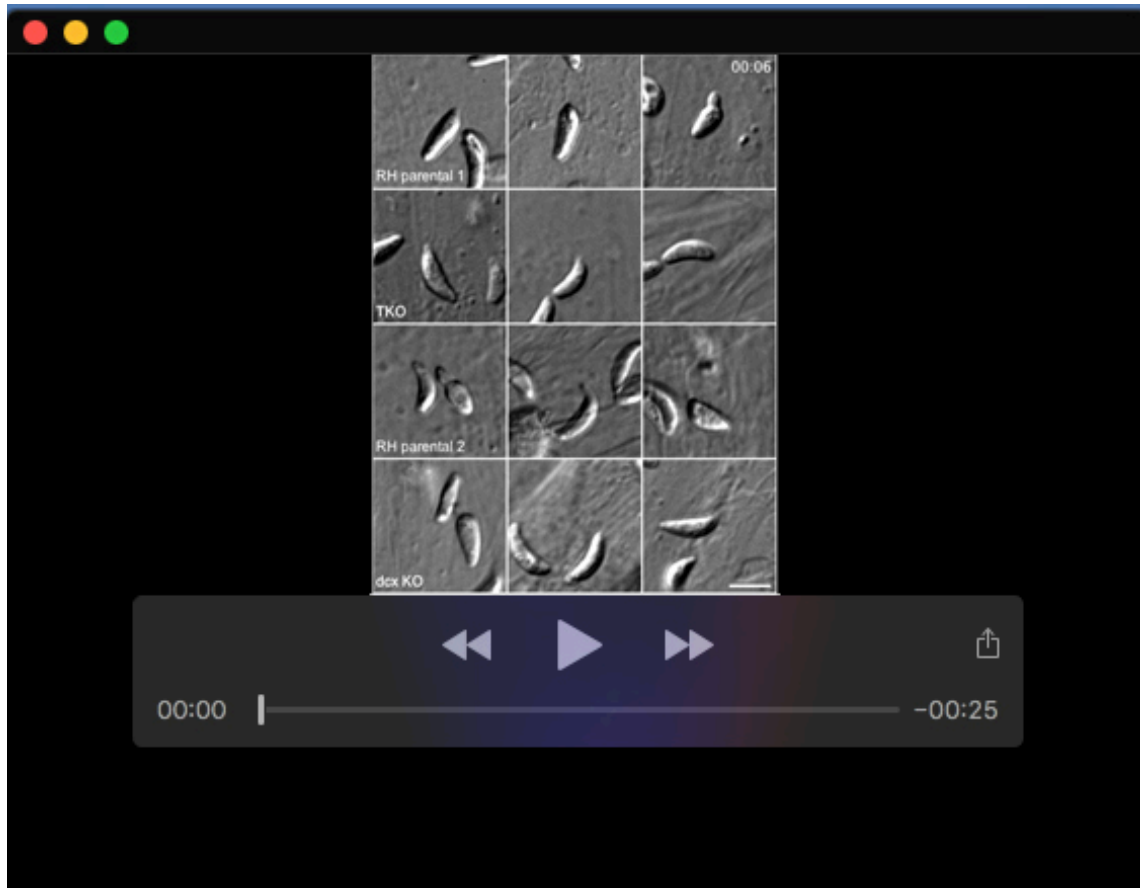 00:06
RH parental 1
TKO
RH parental 2
dcx KO
00:00
-00:25